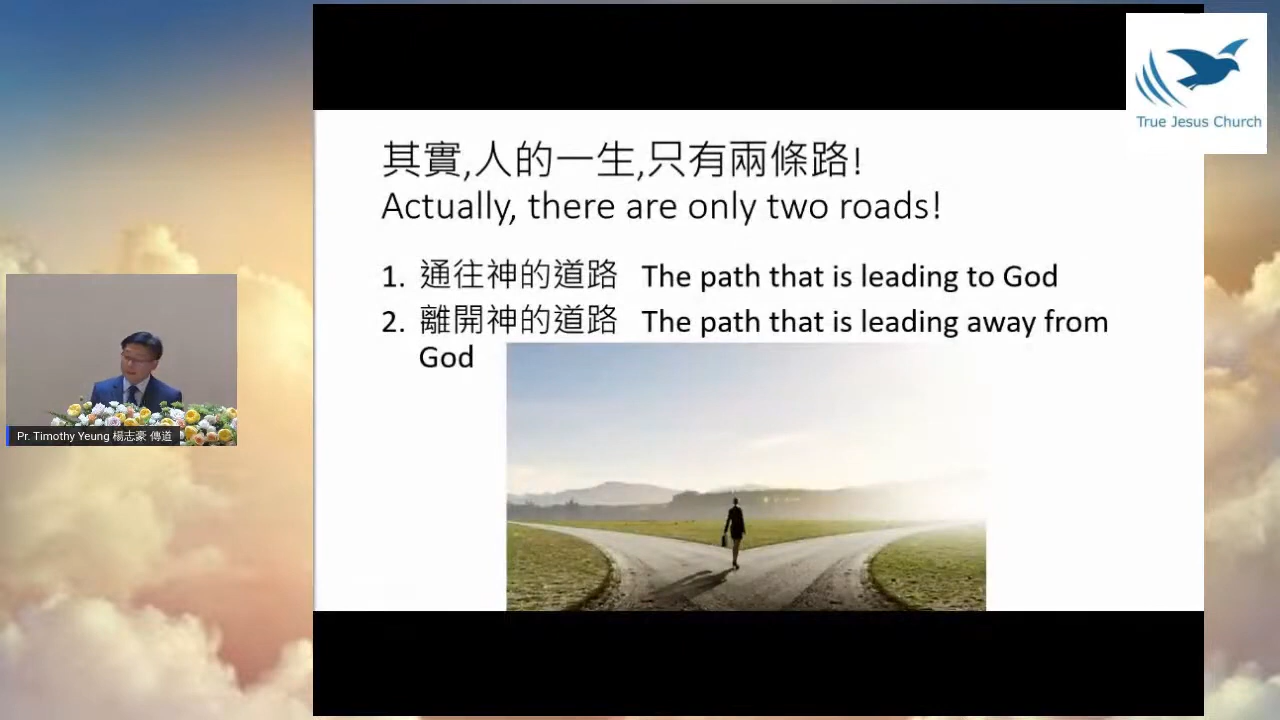 True Jesus Church
其實,人的一生,只有兩條路!
Actually, there are only two roads!
1. 通往神的道路 The path that is leading to God
2. 離開神的道路 The path that is leading away from
God
Pr. Timothy Yeung 楊志豪 傳道